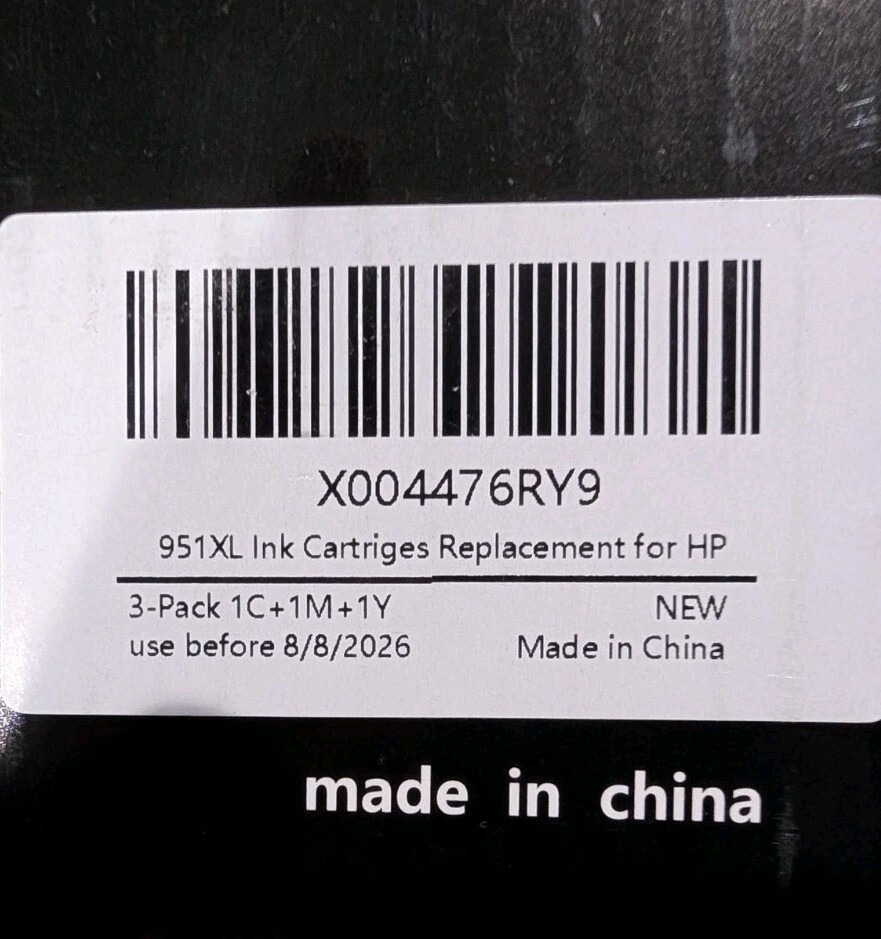 X004476RY9
951XL Ink Cartriges Replacement for HP
3-Pack 1C+1M+1Y NEW
use before 8/8/2026 Made in China
made in china